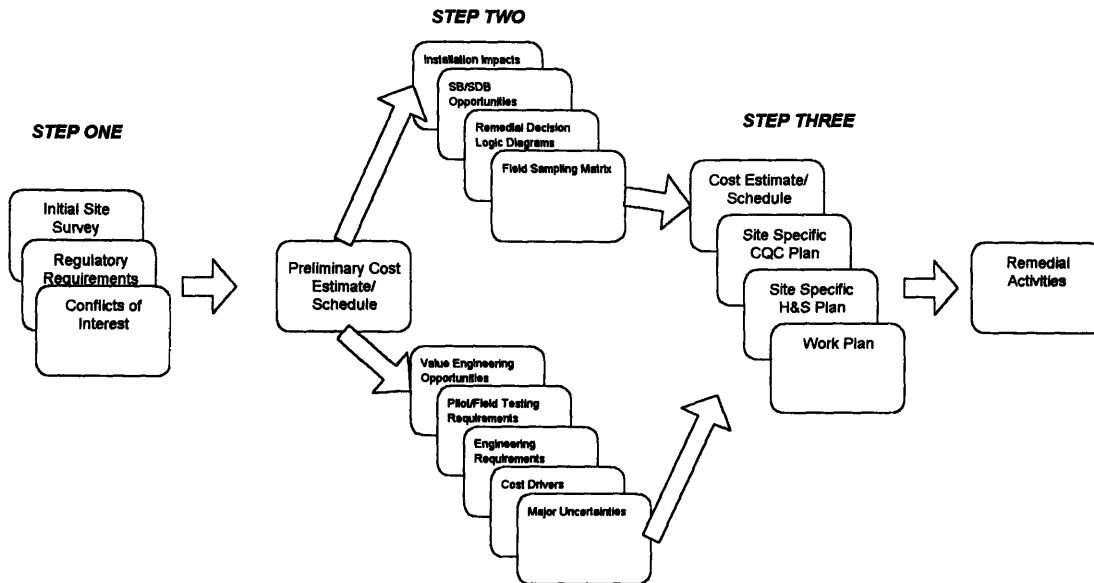 STEP ONE
Initial Site
Survey
Regulatory
Requirements
Conflicts of
Interest
Preliminary Cost
Estimate/
Schedule
STEP TWO
Installation Impacts
SB/SDB
Opportunities
Remedial Decision
Logic Diagrams
Field Sampling Matrix
Value Engineering
Opportunities
Pilot/Field Testing
Requirements
Engineering
Requirements
Cost Drivers
Major Uncertainties
STEP THREE
Cost Estimate/
Schedule
Site Specific
CQC Plan
Site Specific
H&S Plan
Work Plan
Remedial
Activities